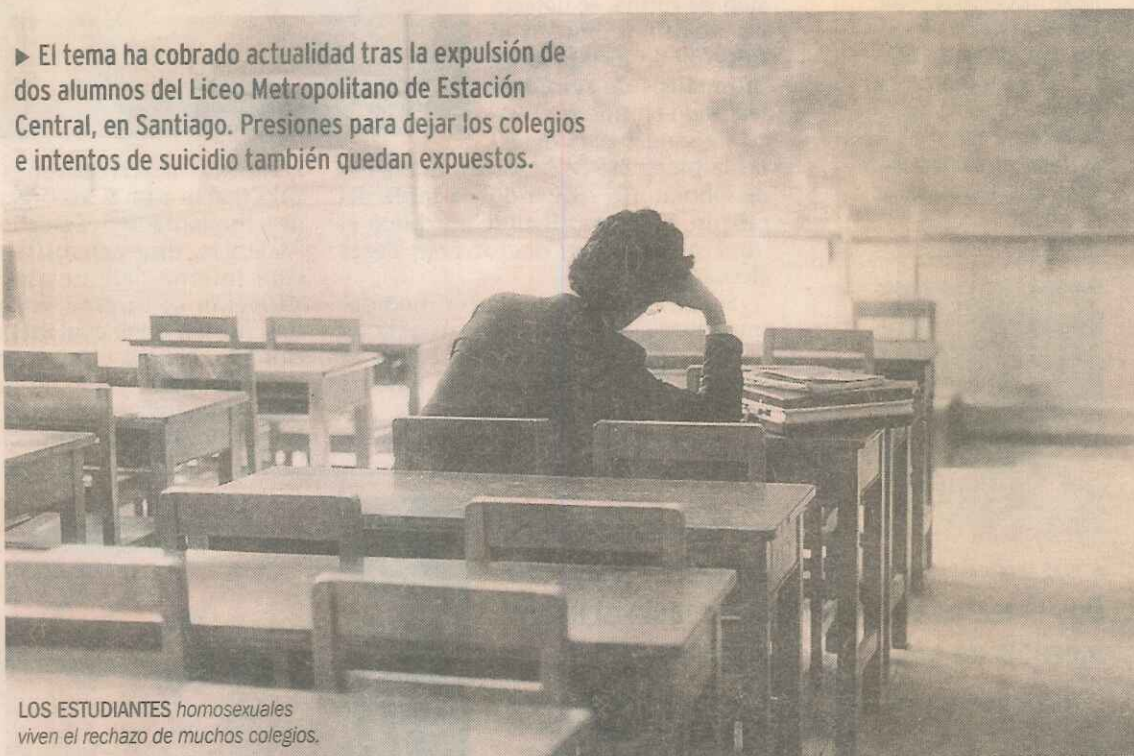 ▶ El tema ha cobrado actualidad tras la expulsión de
dos alumnos del Liceo Metropolitano de Estación
Central, en Santiago. Presiones para dejar los colegios
e intentos de suicidio también quedan expuestos.
LOS ESTUDIANTES homosexuales
viven el rechazo de muchos colegios.